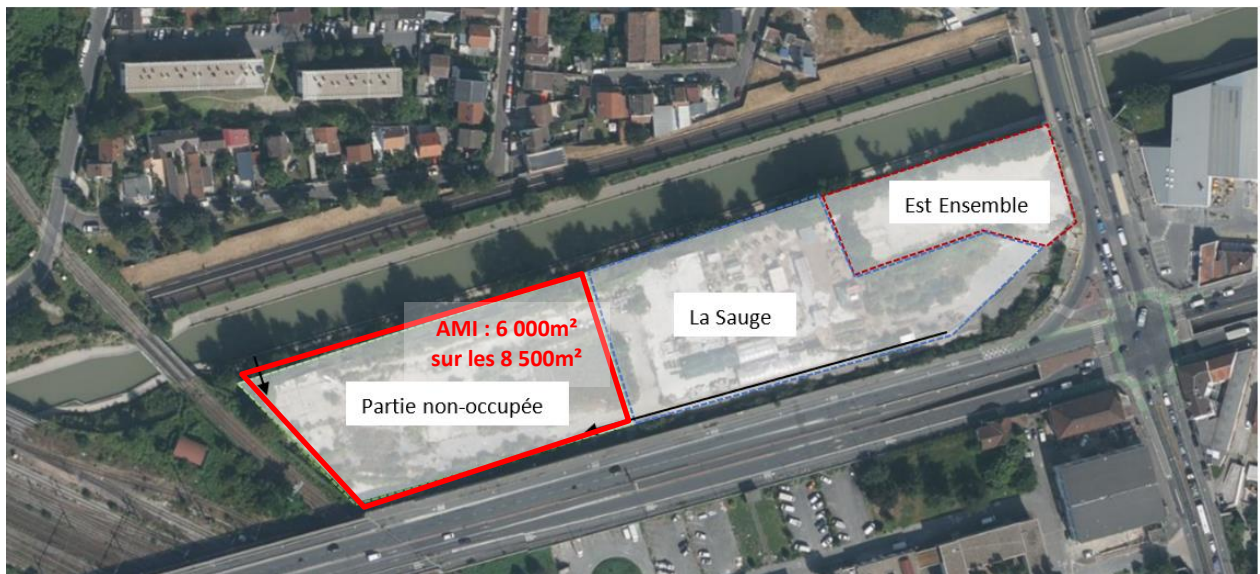 Est Ensemble
La Sauge
AMI : 6 000m²
sur les 8 500m²
Partie non-occupée